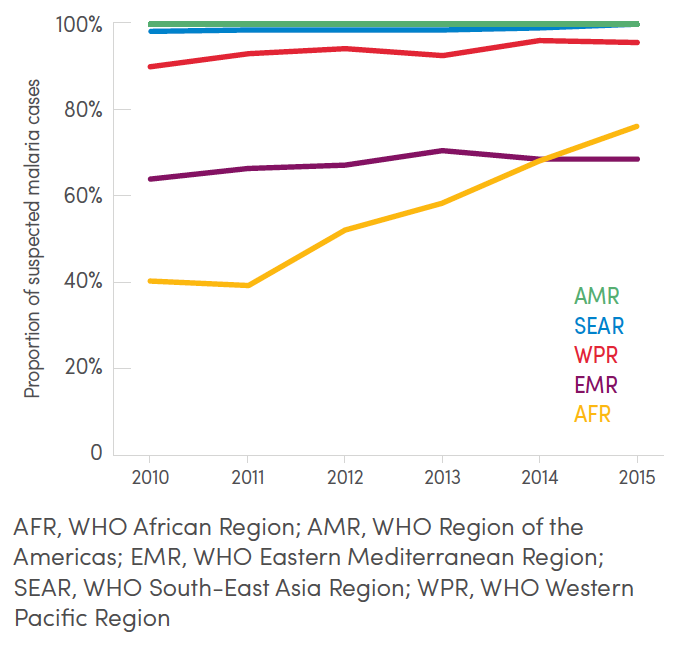 100%
80%
60%
40%
20%
0
Proportion of suspected malaria cases
AMR
SEAR
WPR
EMR
AFR
2010 2011 2012 2013 2014 2015
AFR, WHO African Region; AMR, WHO Region of the
Americas; EMR, WHO Eastern Mediterranean Region;
SEAR, WHO South-East Asia Region; WPR, WHO Western
Pacific Region